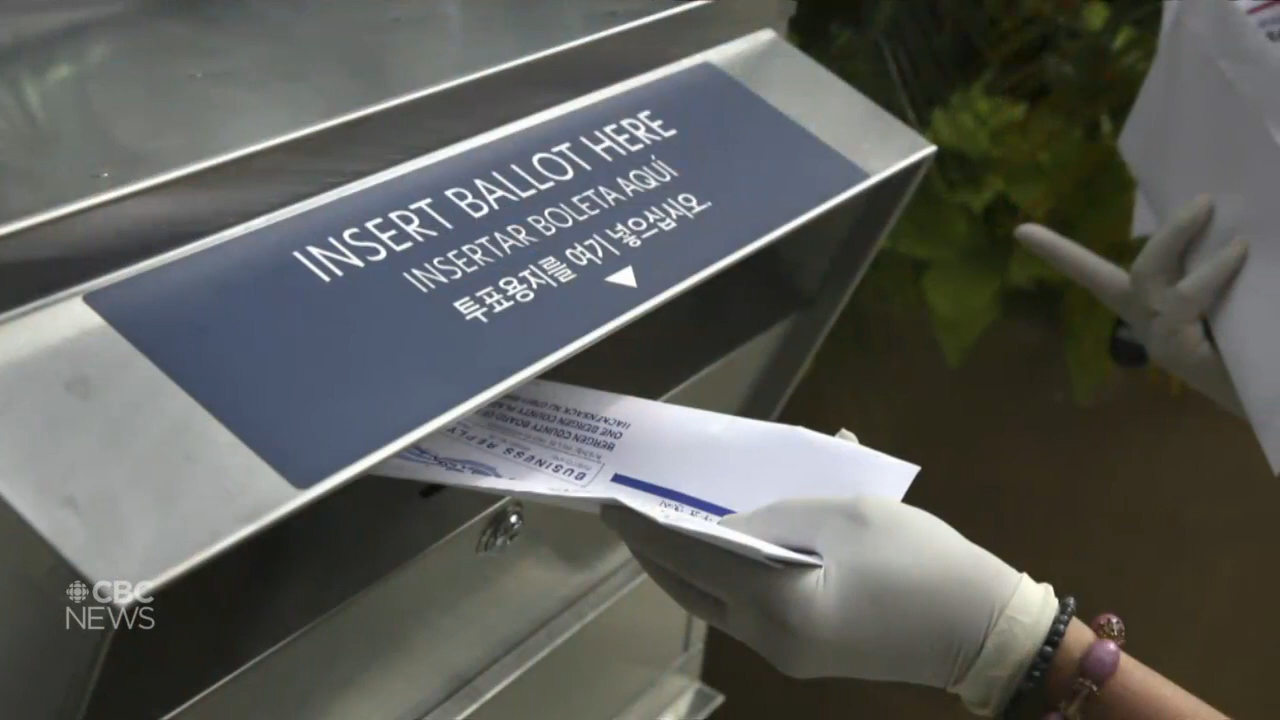 INSERT BALLOT HERE
INSERTAR BOLETA AQUÍ
투표용지를 여기 넣으십시오.
BUSINESS REPLY
BERGEN COUNTY BOARD OF
ONE BERGEN COUNTY PLAZA
HACKENSACK NJ
CBC
NEWS